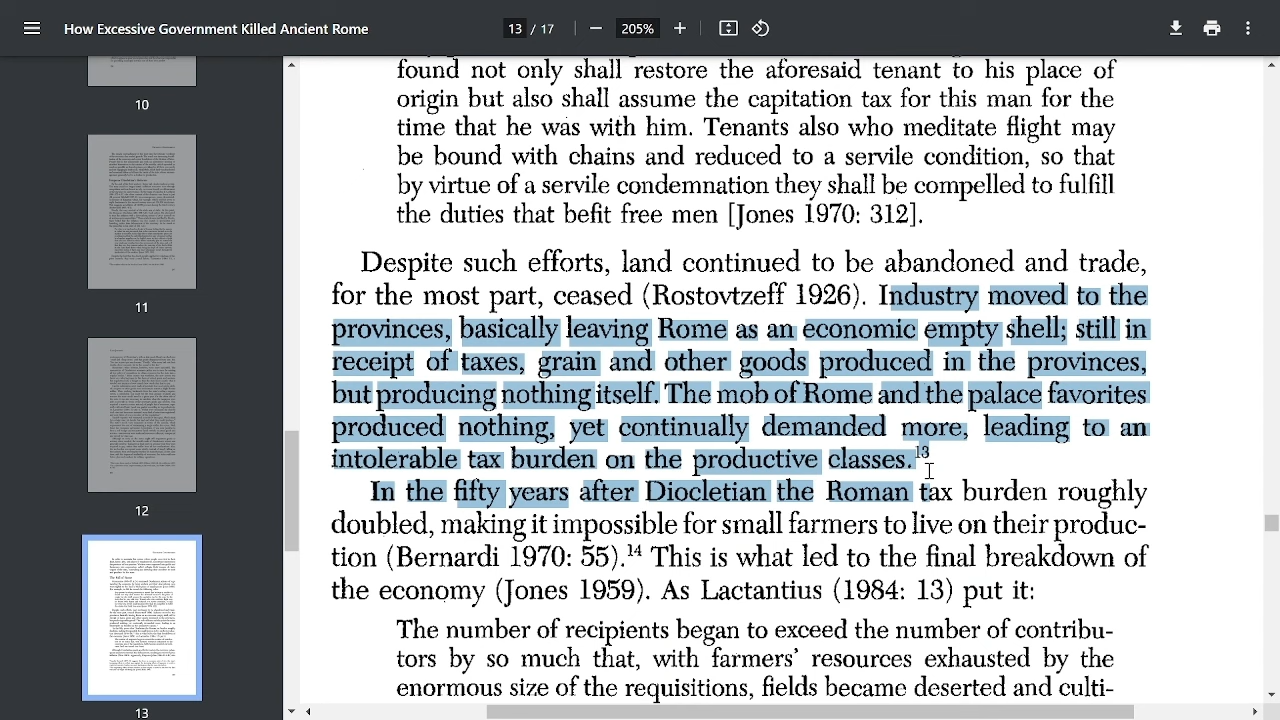 How Excessive Government Killed Ancient Rome
13 / 17
205%
10
11
12
13
found not only shall restore the aforesaid tenant to his place of
origin but also shall assume the capitation tax for this man for the
time that he was with him. Tenants also who meditate flight may
be bound with chains and reduced to a servile condition, so that
by virtue of a servile condemnation they shall be compelled to fulfill
the duties that befit free men [Jones 1970: 312].
Despite such efforts, land continued to be abandoned and trade,
for the most part, ceased (Rostovtzeff 1926). Industry moved to the
provinces, basically leaving Rome as an economic empty shell; still in
receipt of taxes, grain and other goods produced in the provinces,
but producing nothing itself. The mob of Rome and the palace favorites
produced nothing, yet continually demanded more, leading to an
intolerable tax burden on the productive classes.13
In the fifty years after Diocletian the Roman tax burden roughly
doubled, making it impossible for small farmers to live on their produc-
tion (Bernardi 1970: 55).14 This is what led to the final breakdown of
the economy (Jones 1959). As Lactantius (1984: 13) put it:
The number of recipients began to exceed the number of contribu-
tors by so much that, with farmers' resources exhausted by the
enormous size of the requisitions, fields became deserted and culti-